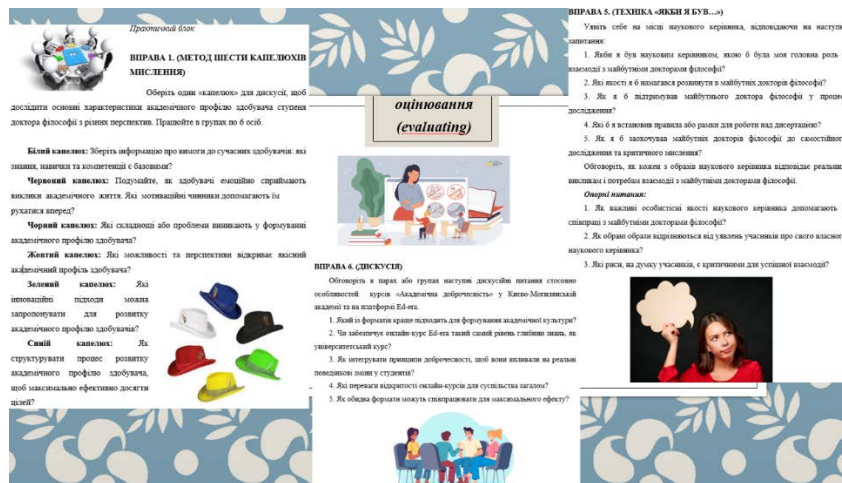 Практичний блок
ВПРАВА 1. (МЕТОД ШЕСТИ КАПЕЛЮХІВ
МИСЛЕННЯ)
Оберіть один «капелюх» для дискусії, щоб
дослідити основні характеристики академічного профілю здобувача ступеня
доктора філософії з різних перспектив. Працюйте в групах по 6 осіб.
Білий капелюх: Зберіть інформацію про вимоги до сучасних здобувачів: які
знання, навички та компетенції є базовими?
Червоний капелюх: Подумайте, як здобувачі емоційно сприймають
виклики академічного життя. Які мотиваційні чинники допомагають їм
рухатися вперед?
Чорний капелюх: Які складнощі або проблеми виникають у формуванні
академічного профілю здобувача?
Жовтий капелюх: Які можливості та перспективи відкриває якісний
академічний профіль здобувача?
Зелений капелюх: Які
інноваційні підходи можна
запропонувати для розвитку
академічного профілю здобувачів?
Синій капелюх: Як
структурувати процес розвитку
академічного профілю здобувача,
щоб максимально ефективно досягти
цілей?
оцінювання
(evaluating)
ВПРАВА 6. (ДИСКУСІЯ)
Обговоріть в парах або групах наступні дискусійні питання стосовно
особливостей курсів «Академічна доброчесність» у Києво-Могилянській
академії та на платформі Ed-era.
1. Який із форматів краще підходить для формування академічної культури?
2. Чи забезпечує онлайн-курс Ed-era такий самий рівень глибини знань, як
університетський курс?
3. Як інтегрувати принципи доброчесності, щоб вони впливали на реальні
поведінкові зміни у студентів?
4. Які переваги відкритості онлайн-курсів для суспільства загалом?
5. Як обидва формати можуть співпрацювати для максимального ефекту?
ВПРАВА 5. (ТЕХНІКА «ЯКБИ Я БУВ…»)
Уявіть себе на місці наукового керівника, відповідаючи на наступні
запитання:
1. Якби я був науковим керівником, якою б була моя головна роль
взаємодії з майбутніми докторами філософії?
2. Які якості я б намагався розвинути в майбутніх докторів філософії?
3. Як я б підтримував майбутнього доктора філософії у процесі
дослідження?
4. Які б я встановив правила або рамки для роботи над дисертацією?
5. Як я б заохочував майбутніх докторів філософії до самостійного
дослідження та критичного мислення?
Обговоріть, як кожен з образів наукового керівника відповідає реальним
викликам і потребам взаємодії з майбутніми докторами філософії.
Опорні питання:
1. Як важливі особистісні якості наукового керівника допомагають
співпраці з майбутніми докторами філософії?
2. Як обрані образи відрізняються від уявлень учасників про свого власного
наукового керівника?
3. Які риси, на думку учасників, є критичними для успішної взаємодії?